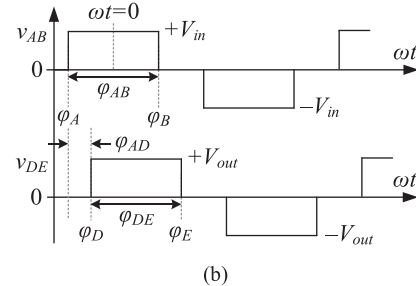 ωt=0
v_AB
+V_in
0
ωt
φ_AB
φ_A
φ_B
−V_in
φ_AD
v_DE
+V_out
0
ωt
φ_D
φ_DE
φ_E
−V_out
(b)